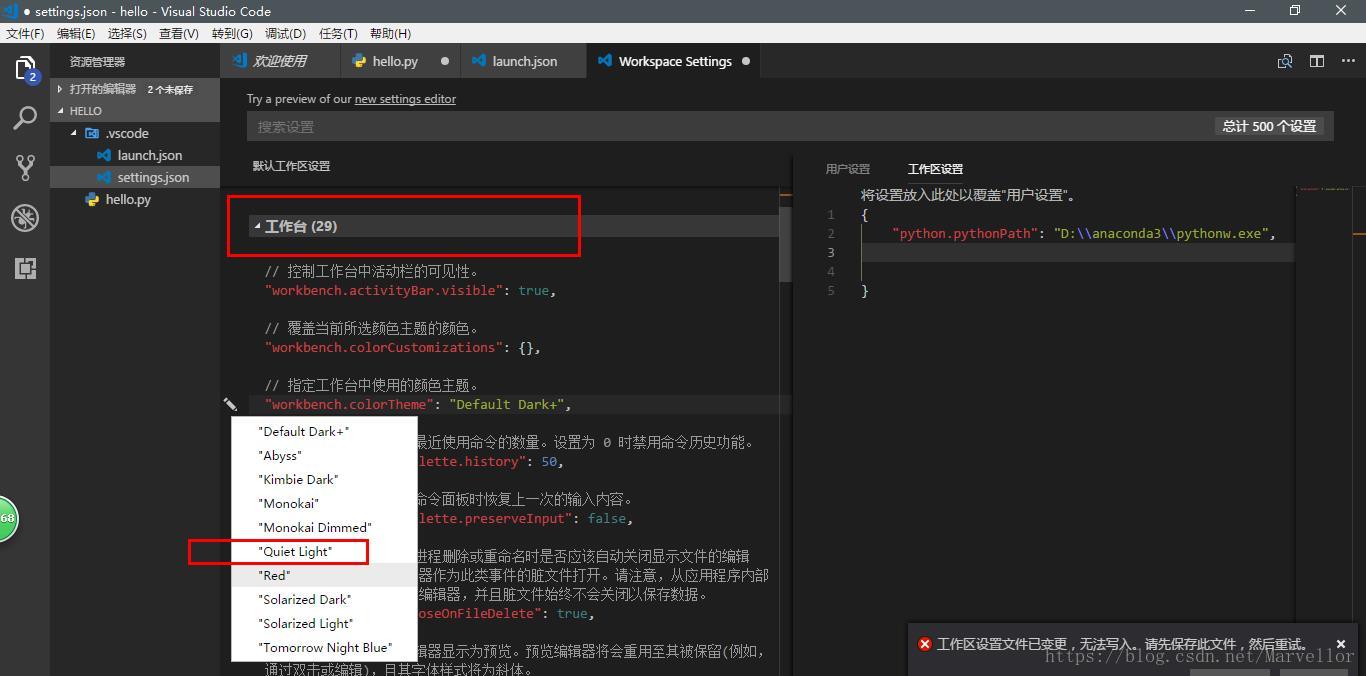 ● settings.json - hello - Visual Studio Code
文件(F) 编辑(E) 选择(S) 查看(V) 转到(G) 调试(D) 任务(T) 帮助(H)
资源管理器
欢迎使用
hello.py ●
launch.json
Workspace Settings ●
2
打开的编辑器 2 个未保存
HELLO
.vscode
launch.json
settings.json
hello.py
68
Try a preview of our new settings editor
搜索设置
总计 500 个设置
默认工作区设置
工作台 (29)
// 控制工作台中活动栏的可见性。
"workbench.activityBar.visible": true,
// 覆盖当前所选颜色主题的颜色。
"workbench.colorCustomizations": {},
// 指定工作台中使用的颜色主题。
"workbench.colorTheme": "Default Dark+",
最近使用命令的数量。设置为 0 时禁用命令历史功能。
lette.history": 50,
命令面板时恢复上一次的输入内容。
lette.preserveInput": false,
进程删除或重命名时是否应该自动关闭显示文件的编辑
器作为此类事件的脏文件打开。请注意，从应用程序内部
编辑器，并且脏文件始终不会关闭以保存数据。
oseOnFileDelete": true,
辑器显示为预览。预览编辑器将会重用至其被保留(例如，
通过双击或编辑)，且其字体样式将为斜体。
"Default Dark+"
"Abyss"
"Kimbie Dark"
"Monokai"
"Monokai Dimmed"
"Quiet Light"
"Red"
"Solarized Dark"
"Solarized Light"
"Tomorrow Night Blue"
用户设置 工作区设置
将设置放入此处以覆盖"用户设置"。
1 {
2 "python.pythonPath": "D:\\anaconda3\\pythonw.exe",
3
4
5 }
工作区设置文件已变更，无法写入。请先保存此文件，然后重试。
https://blog.csdn.net/Marvellor